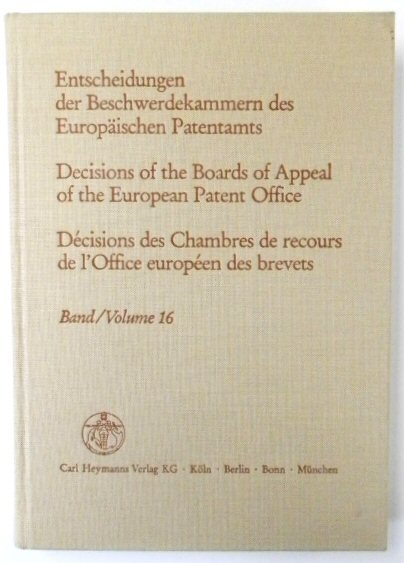 Entscheidungen
der Beschwerdekammern des
Europäischen Patentamts
Decisions of the Boards of Appeal
of the European Patent Office
Décisions des Chambres de recours
de l'Office européen des brevets
Band/Volume 16
Carl Heymanns Verlag KG · Köln · Berlin · Bonn · München